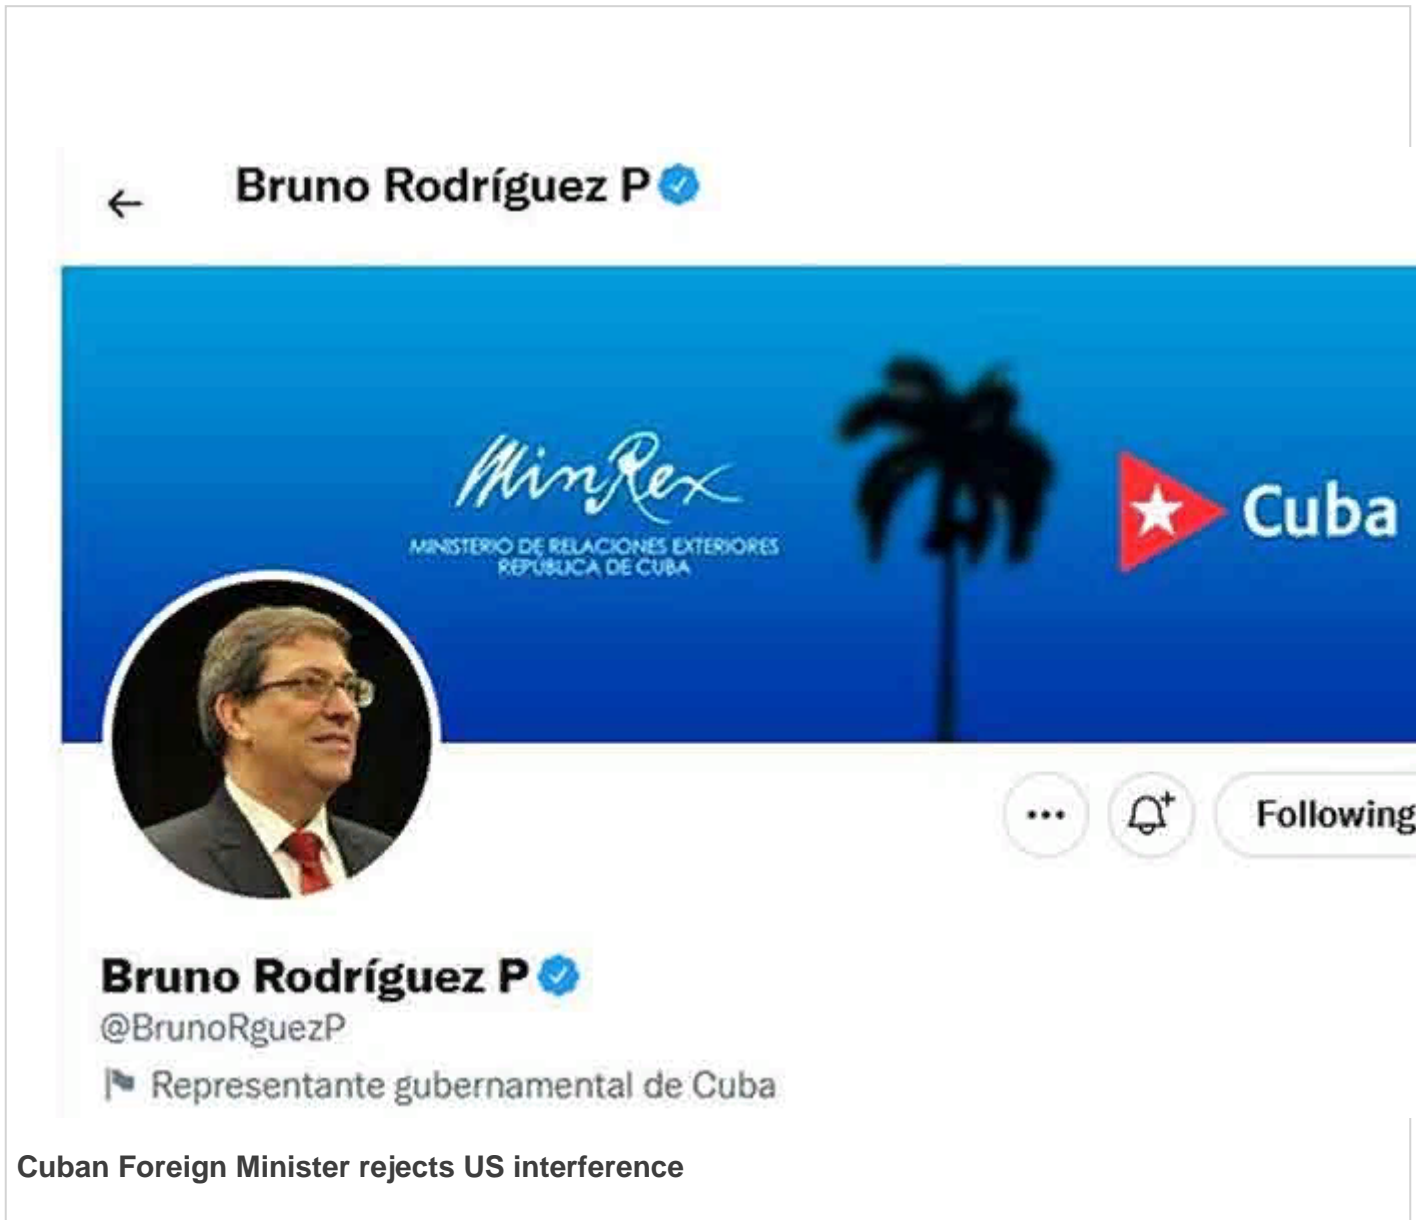 Bruno Rodríguez P
MinRex
MINISTERIO DE RELACIONES EXTERIORES
REPÚBLICA DE CUBA
Cuba
Following
Bruno Rodríguez P
@BrunoRguezP
Representante gubernamental de Cuba
Cuban Foreign Minister rejects US interference